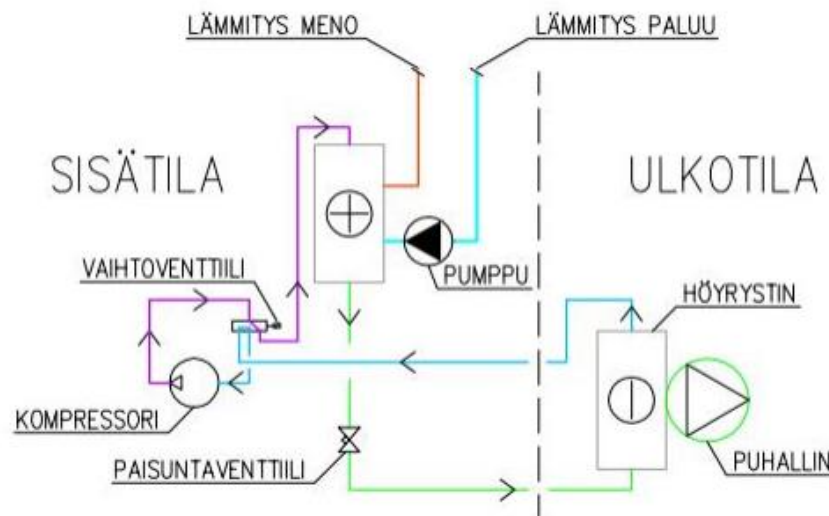 LÄMMITYS MENO
LÄMMITYS PALUU
SISÄTILA
ULKOTILA
VAIHTOVENTTIILI
PUMPPU
HÖYRYSTIN
KOMPRESSORI
PAISUNTAVENTTIILI
PUHALLIN